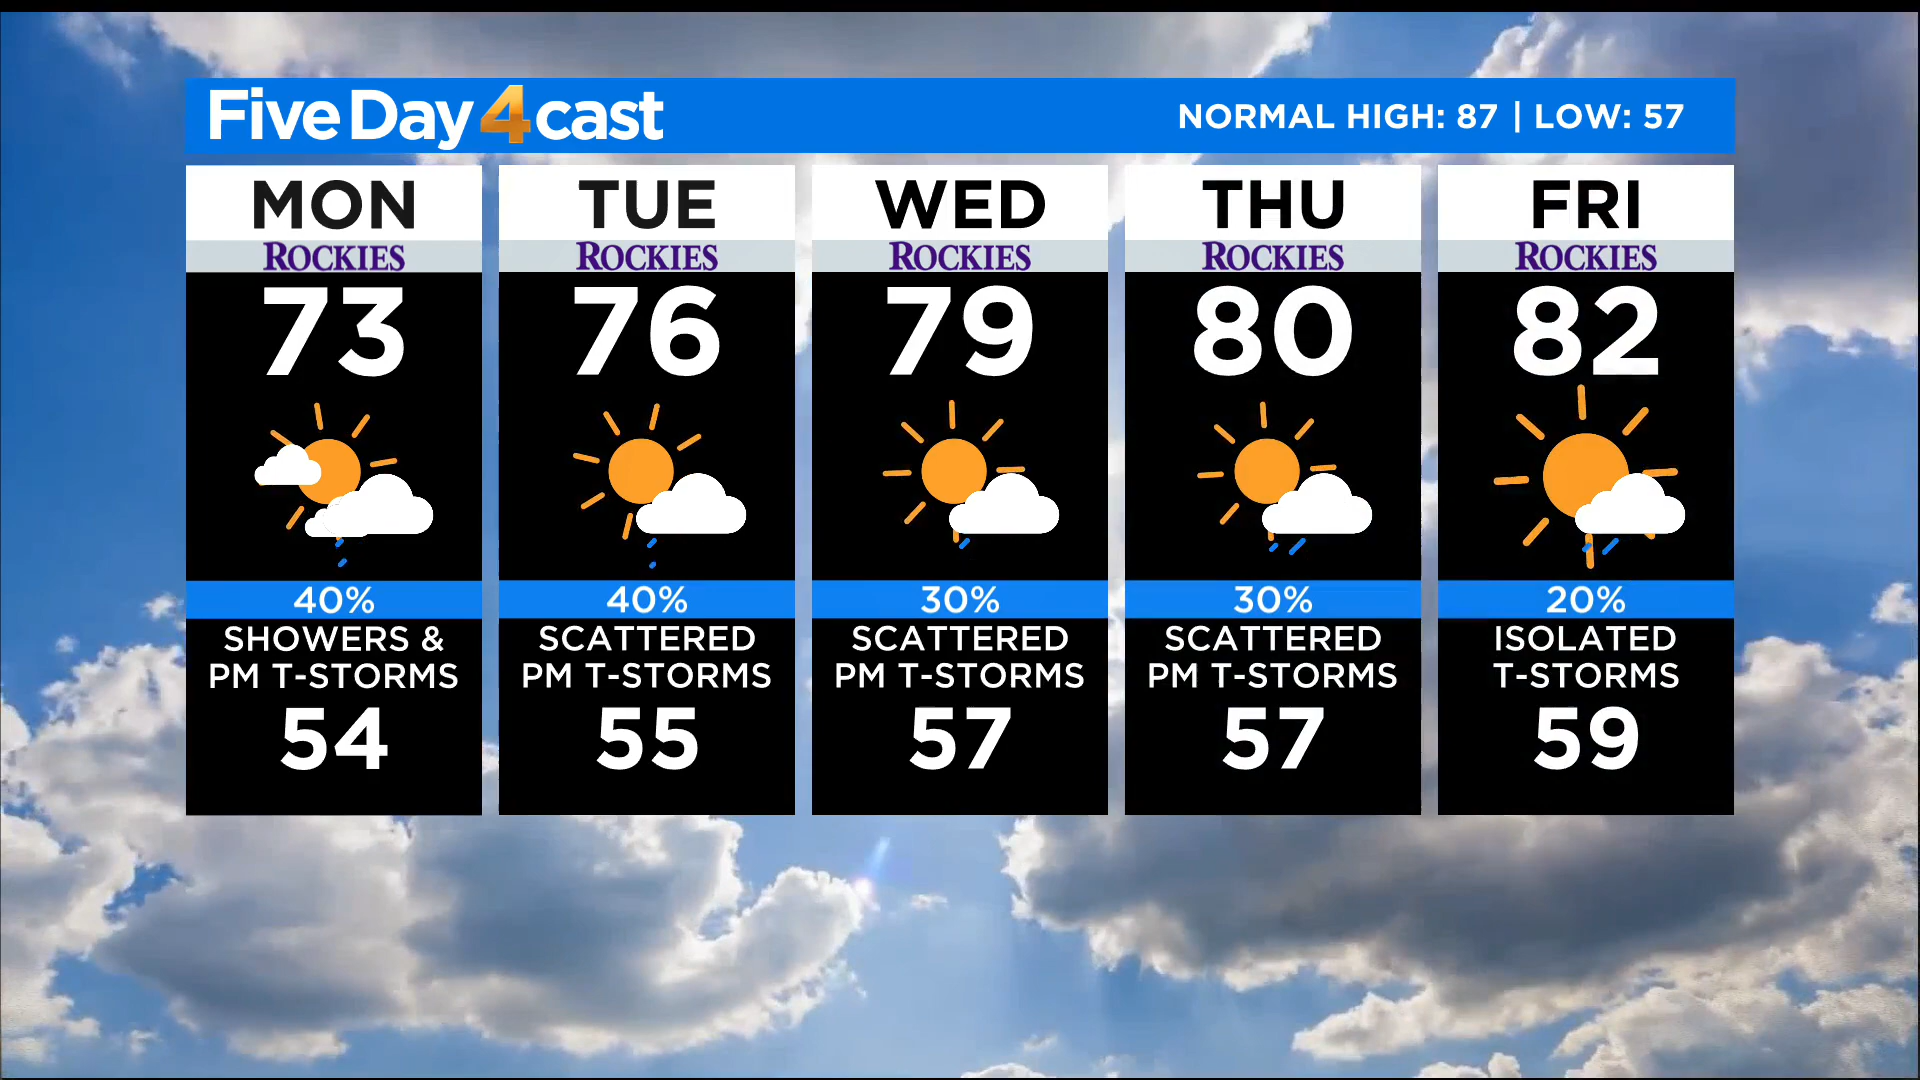 Five Day 4cast
NORMAL HIGH: 87 | LOW: 57
MON
ROCKIES
73
40%
SHOWERS &
PM T-STORMS
54
TUE
ROCKIES
76
40%
SCATTERED
PM T-STORMS
55
WED
ROCKIES
79
30%
SCATTERED
PM T-STORMS
57
THU
ROCKIES
80
30%
SCATTERED
PM T-STORMS
57
FRI
ROCKIES
82
20%
ISOLATED
T-STORMS
59